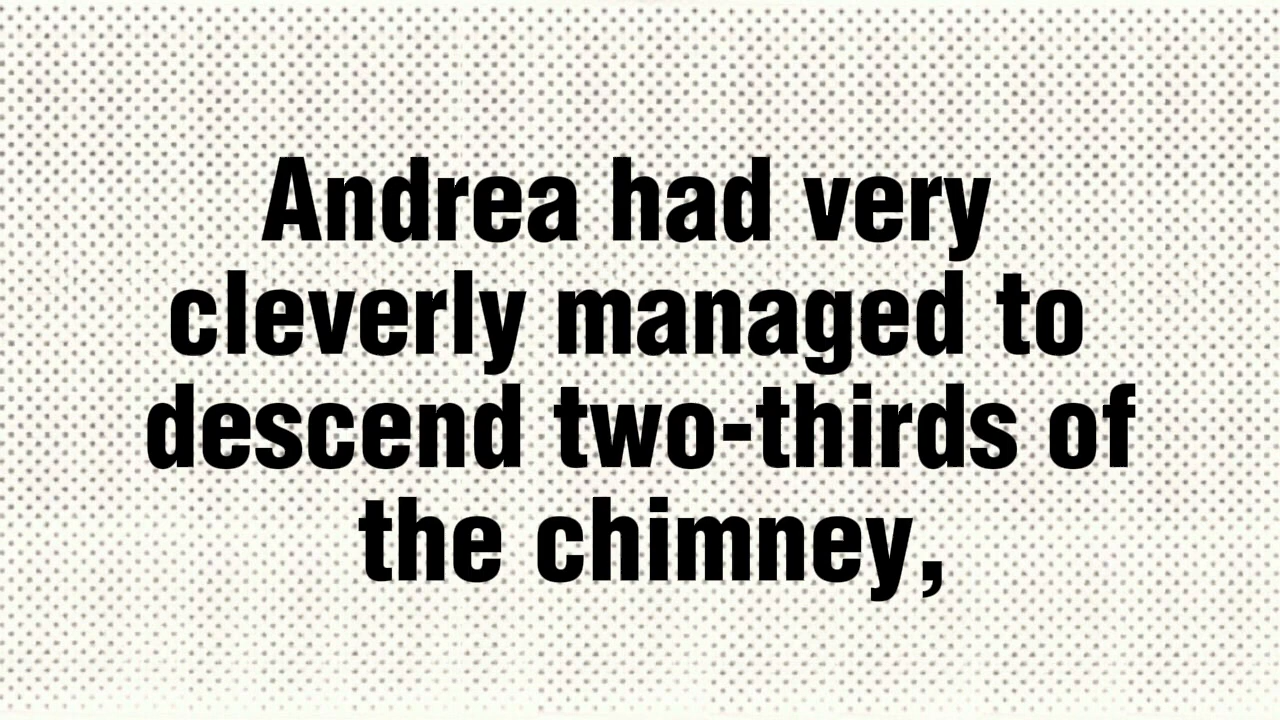 Andrea had very
cleverly managed to
descend two-thirds of
the chimney,